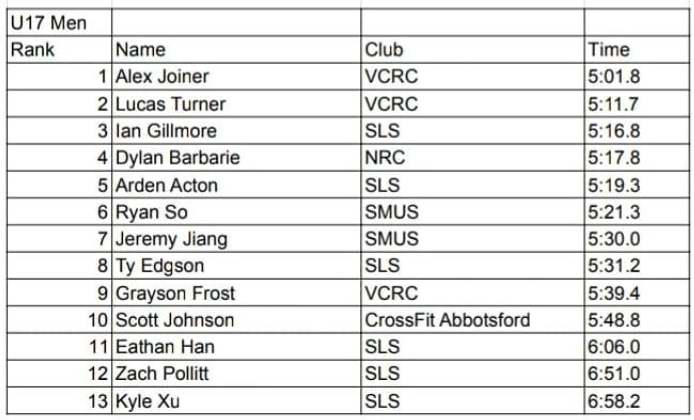 U17 Men
Rank Name Club Time
1 Alex Joiner VCRC 5:01.8
2 Lucas Turner VCRC 5:11.7
3 Ian Gillmore SLS 5:16.8
4 Dylan Barbarie NRC 5:17.8
5 Arden Acton SLS 5:19.3
6 Ryan So SMUS 5:21.3
7 Jeremy Jiang SMUS 5:30.0
8 Ty Edgson SLS 5:31.2
9 Grayson Frost VCRC 5:39.4
10 Scott Johnson CrossFit Abbotsford 5:48.8
11 Eathan Han SLS 6:06.0
12 Zach Pollitt SLS 6:51.0
13 Kyle Xu SLS 6:58.2